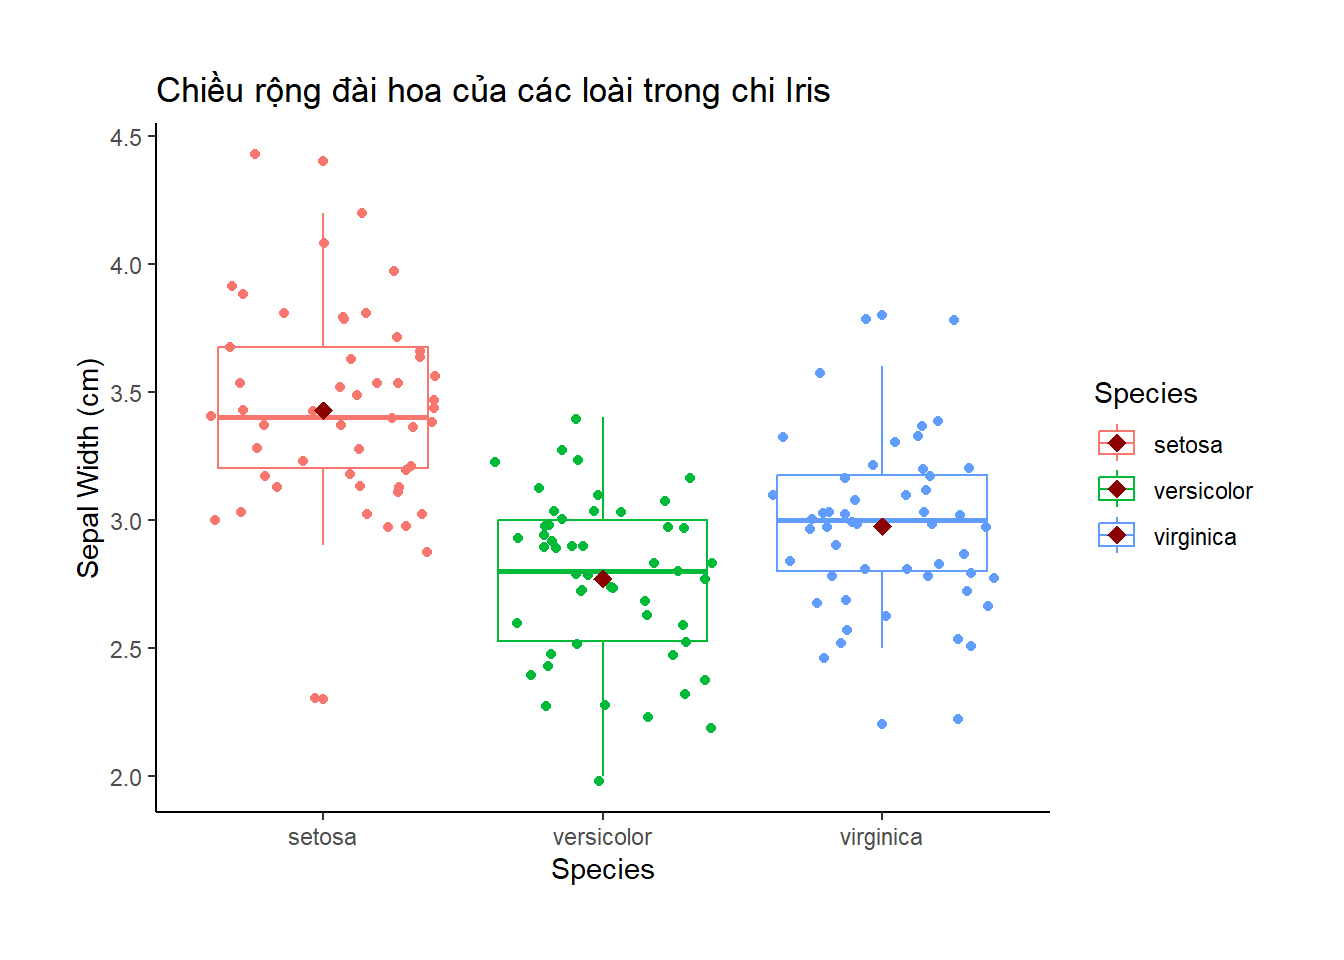 Chiều rộng đài hoa của các loài trong chi Iris
4.5
4.0
3.5
3.0
2.5
2.0
Sepal Width (cm)
setosa
versicolor
virginica
Species
Species
setosa
versicolor
virginica